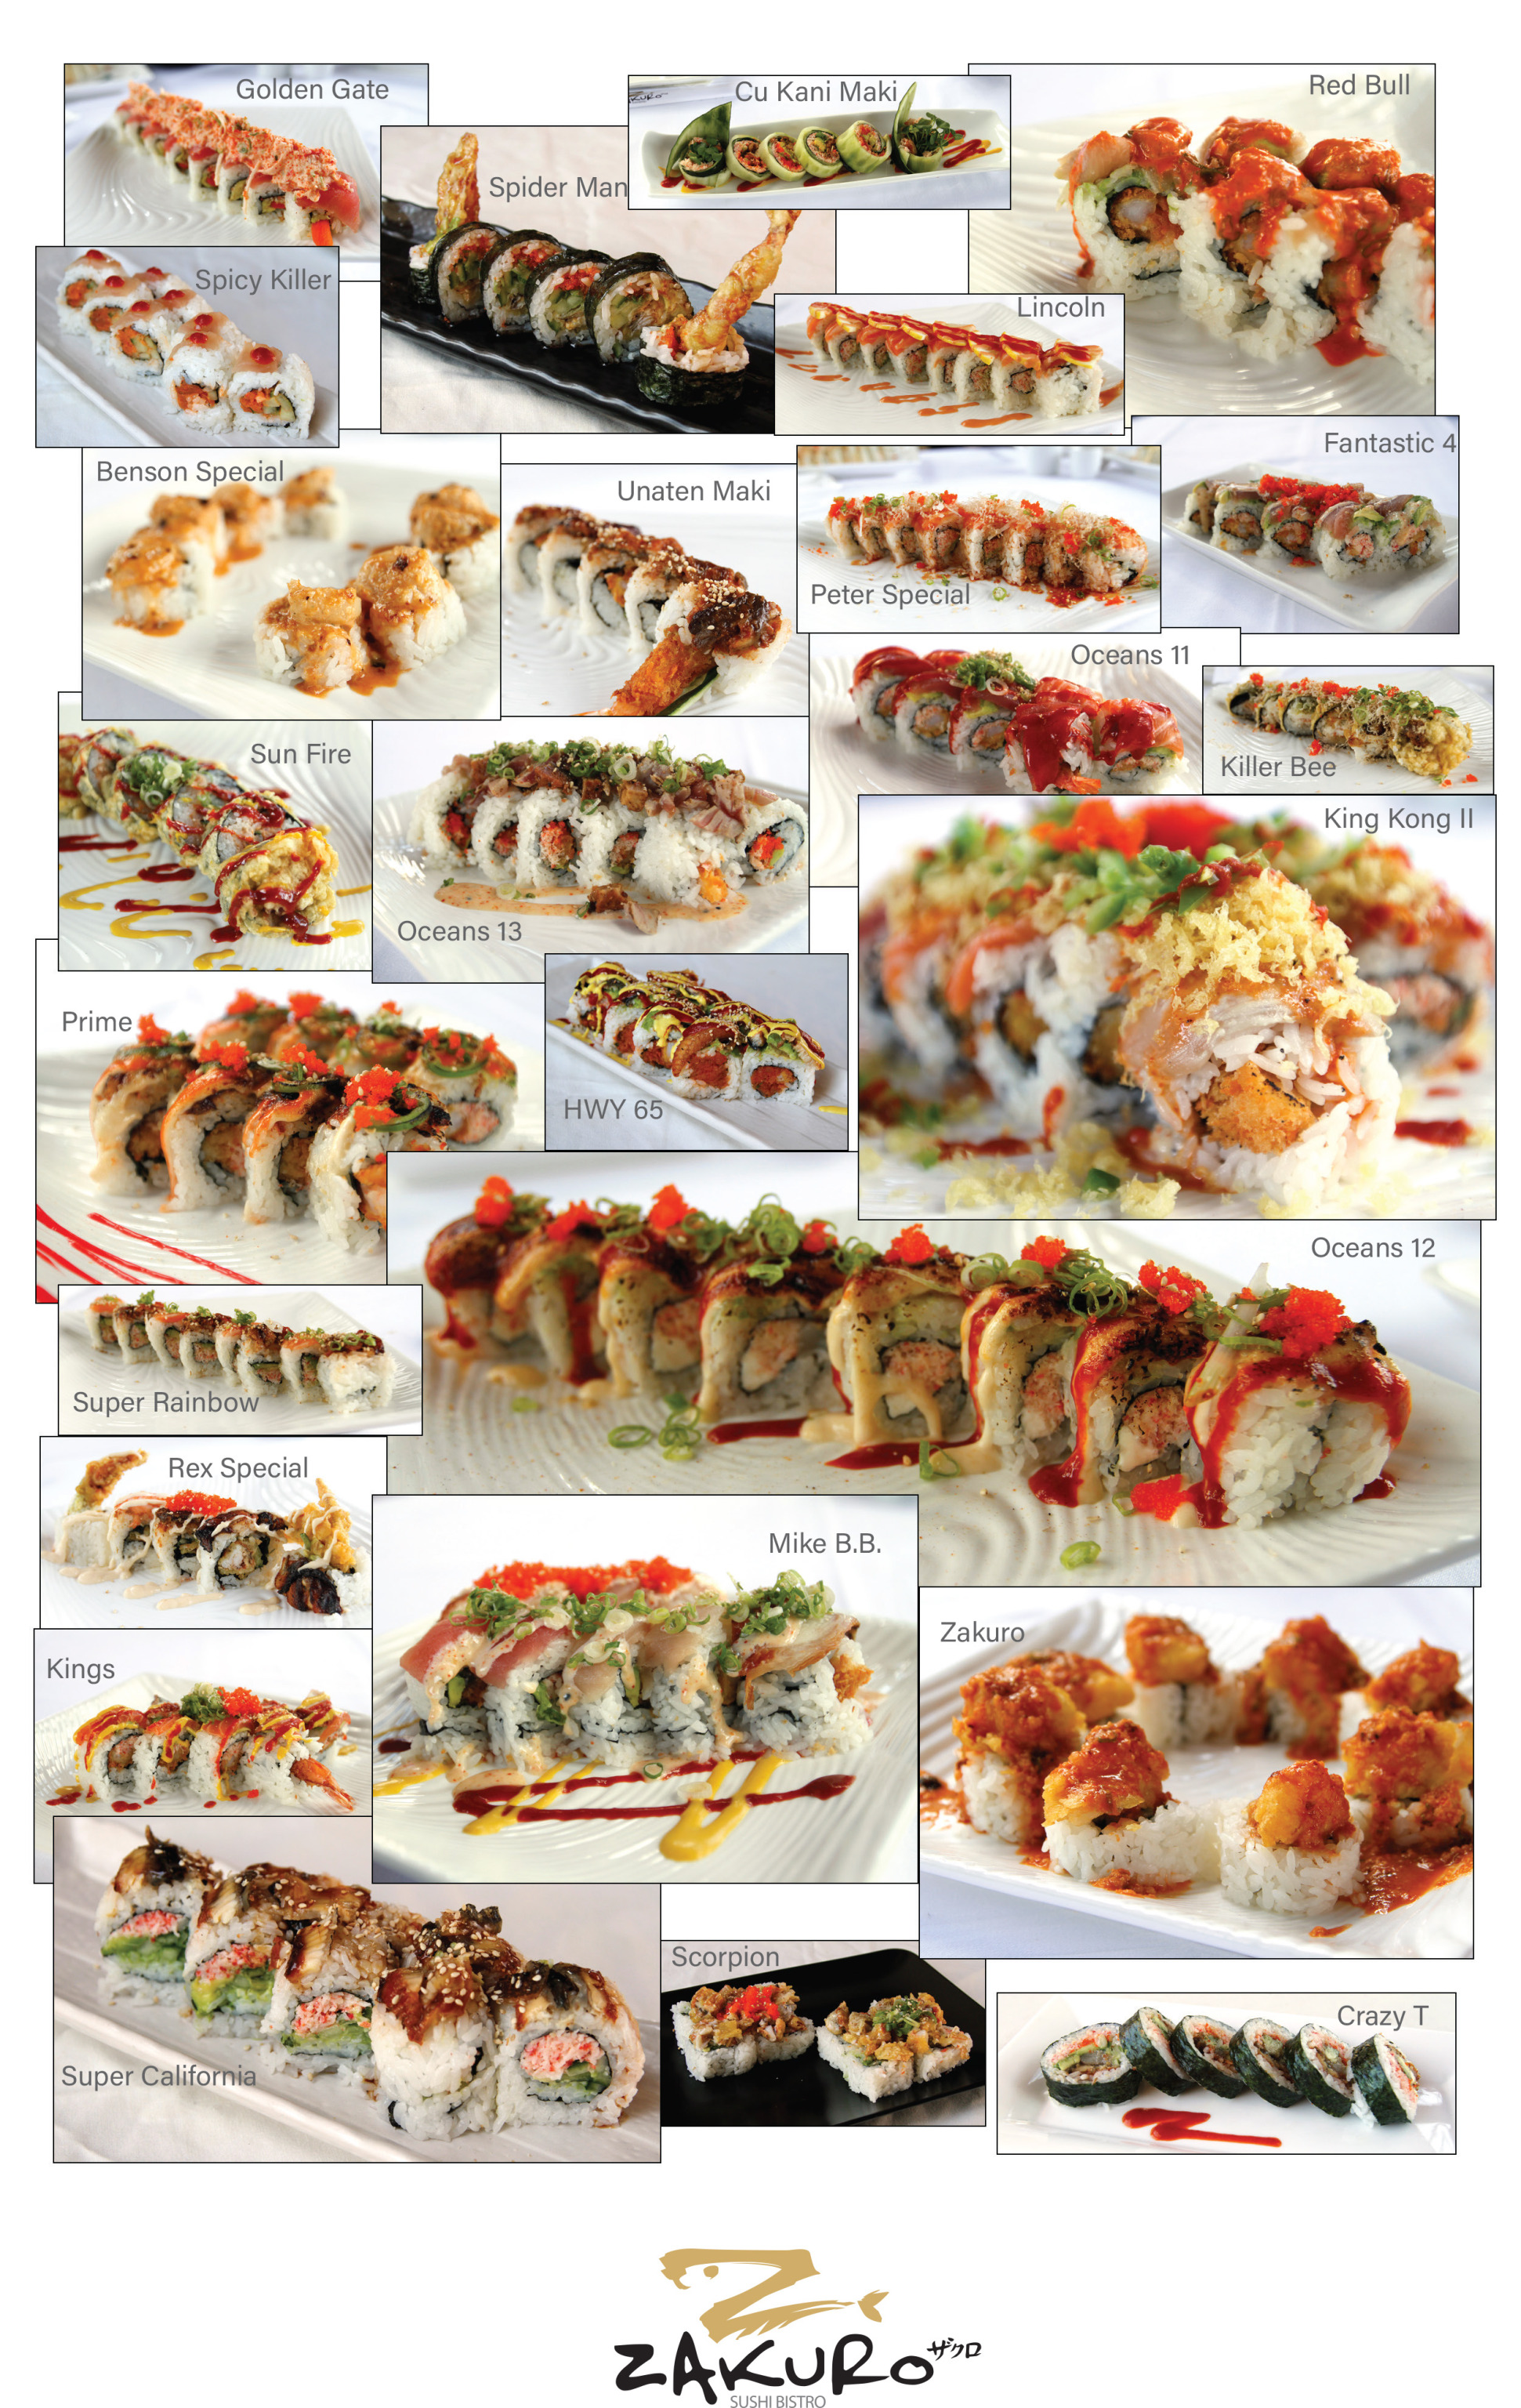 Golden Gate
Cu Kani Maki
Red Bull
Spider Man
Spicy Killer
Lincoln
Fantastic 4
Benson Special
Unaten Maki
Peter Special
Oceans 11
Sun Fire
Killer Bee
King Kong II
Oceans 13
Prime
HWY 65
Oceans 12
Super Rainbow
Rex Special
Mike B.B.
Zakuro
Kings
Scorpion
Crazy T
Super California
ZAKURO ザクロ
SUSHI BISTRO